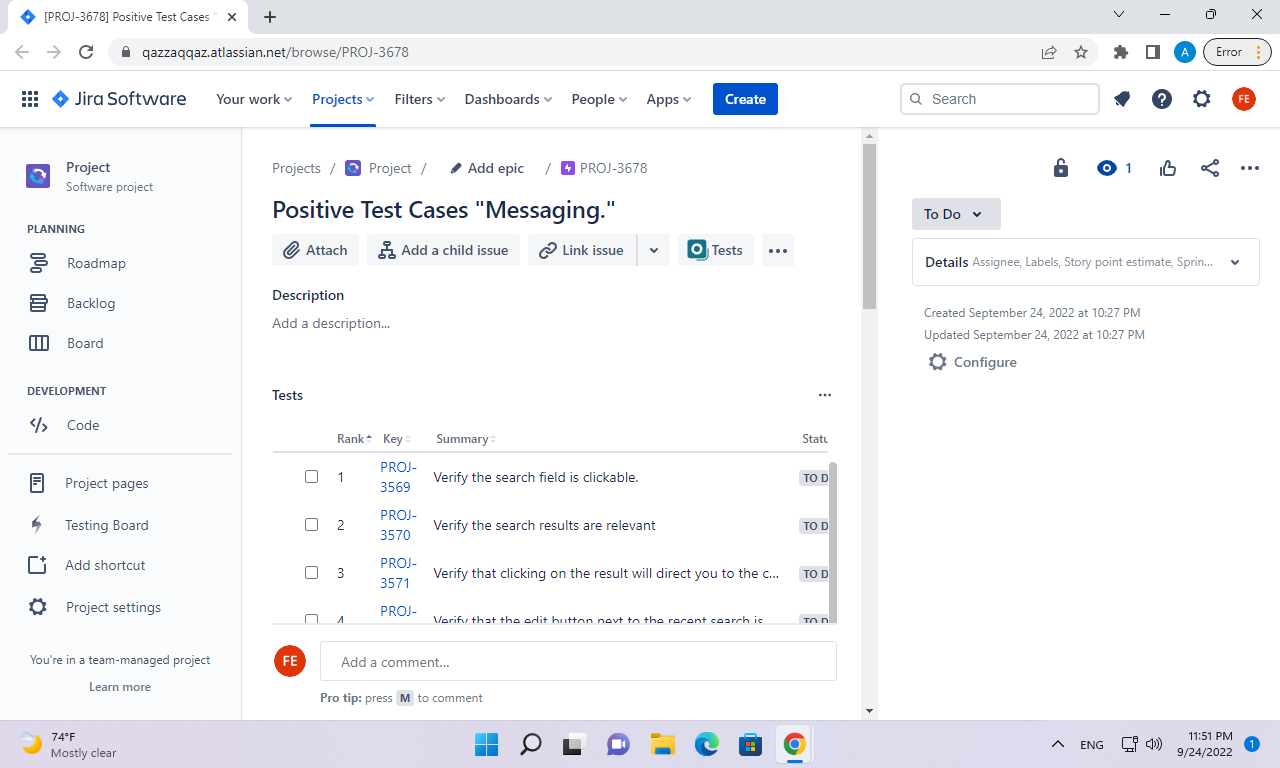 [PROJ-3678] Positive Test Cases "
qazzaqqaz.atlassian.net/browse/PROJ-3678
A
Error
Jira Software
Your work
Projects
Filters
Dashboards
People
Apps
Create
Search
FE
Project
Software project
PLANNING
Roadmap
Backlog
Board
DEVELOPMENT
Code
Project pages
Testing Board
Add shortcut
Project settings
You're in a team-managed project
Learn more
Projects / Project / Add epic / PROJ-3678
Positive Test Cases "Messaging."
Attach
Add a child issue
Link issue
Tests
Description
Add a description...
Tests
Rank Key Summary Statu
1 PROJ-3569 Verify the search field is clickable. TO D
2 PROJ-3570 Verify the search results are relevant TO D
3 PROJ-3571 Verify that clicking on the result will direct you to the c... TO D
4 PROJ- Verify that the edit button next to the recent search is TO D
FE
Add a comment...
Pro tip: press M to comment
1
To Do
Details Assignee, Labels, Story point estimate, Sprin...
Created September 24, 2022 at 10:27 PM
Updated September 24, 2022 at 10:27 PM
Configure
74°F
Mostly clear
ENG
11:51 PM
9/24/2022
1